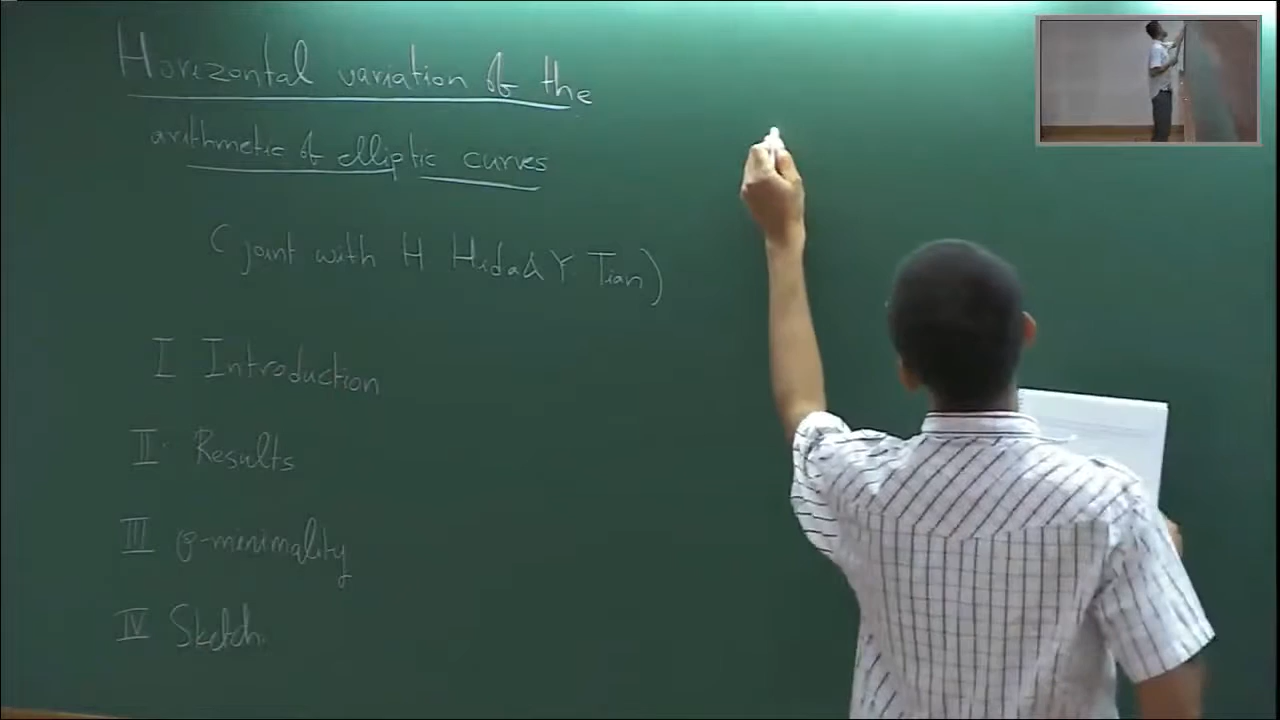 Horizontal variation of the
arithmetic of elliptic curves
(joint with H Hida & Y Tian)
I Introduction
II Results
III o-minimality
IV Sketch